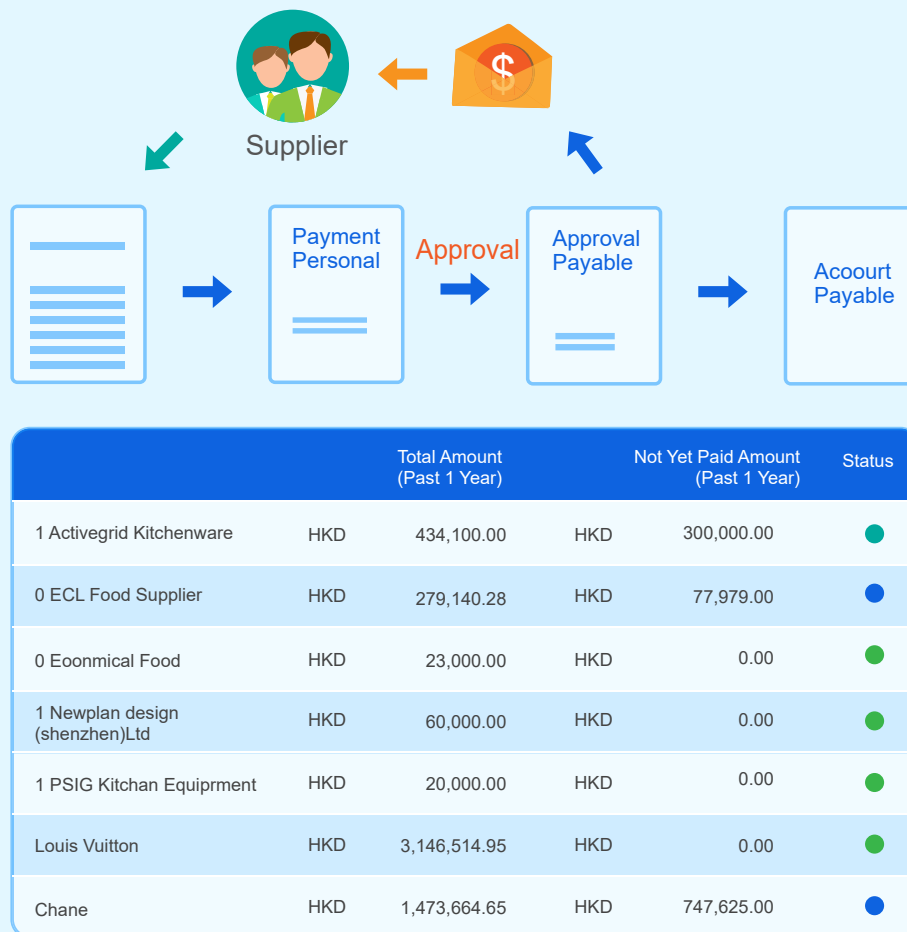 $
Supplier
Payment
Personal
Approval
Approval
Payable
Acoourt
Payable
Total Amount
(Past 1 Year)
Not Yet Paid Amount
(Past 1 Year)
Status
1 Activegrid Kitchenware HKD 434,100.00 HKD 300,000.00
0 ECL Food Supplier HKD 279,140.28 HKD 77,979.00
0 Eoonmical Food HKD 23,000.00 HKD 0.00
1 Newplan design
(shenzhen)Ltd HKD 60,000.00 HKD 0.00
1 PSIG Kitchan Equiprment HKD 20,000.00 HKD 0.00
Louis Vuitton HKD 3,146,514.95 HKD 0.00
Chane HKD 1,473,664.65 HKD 747,625.00